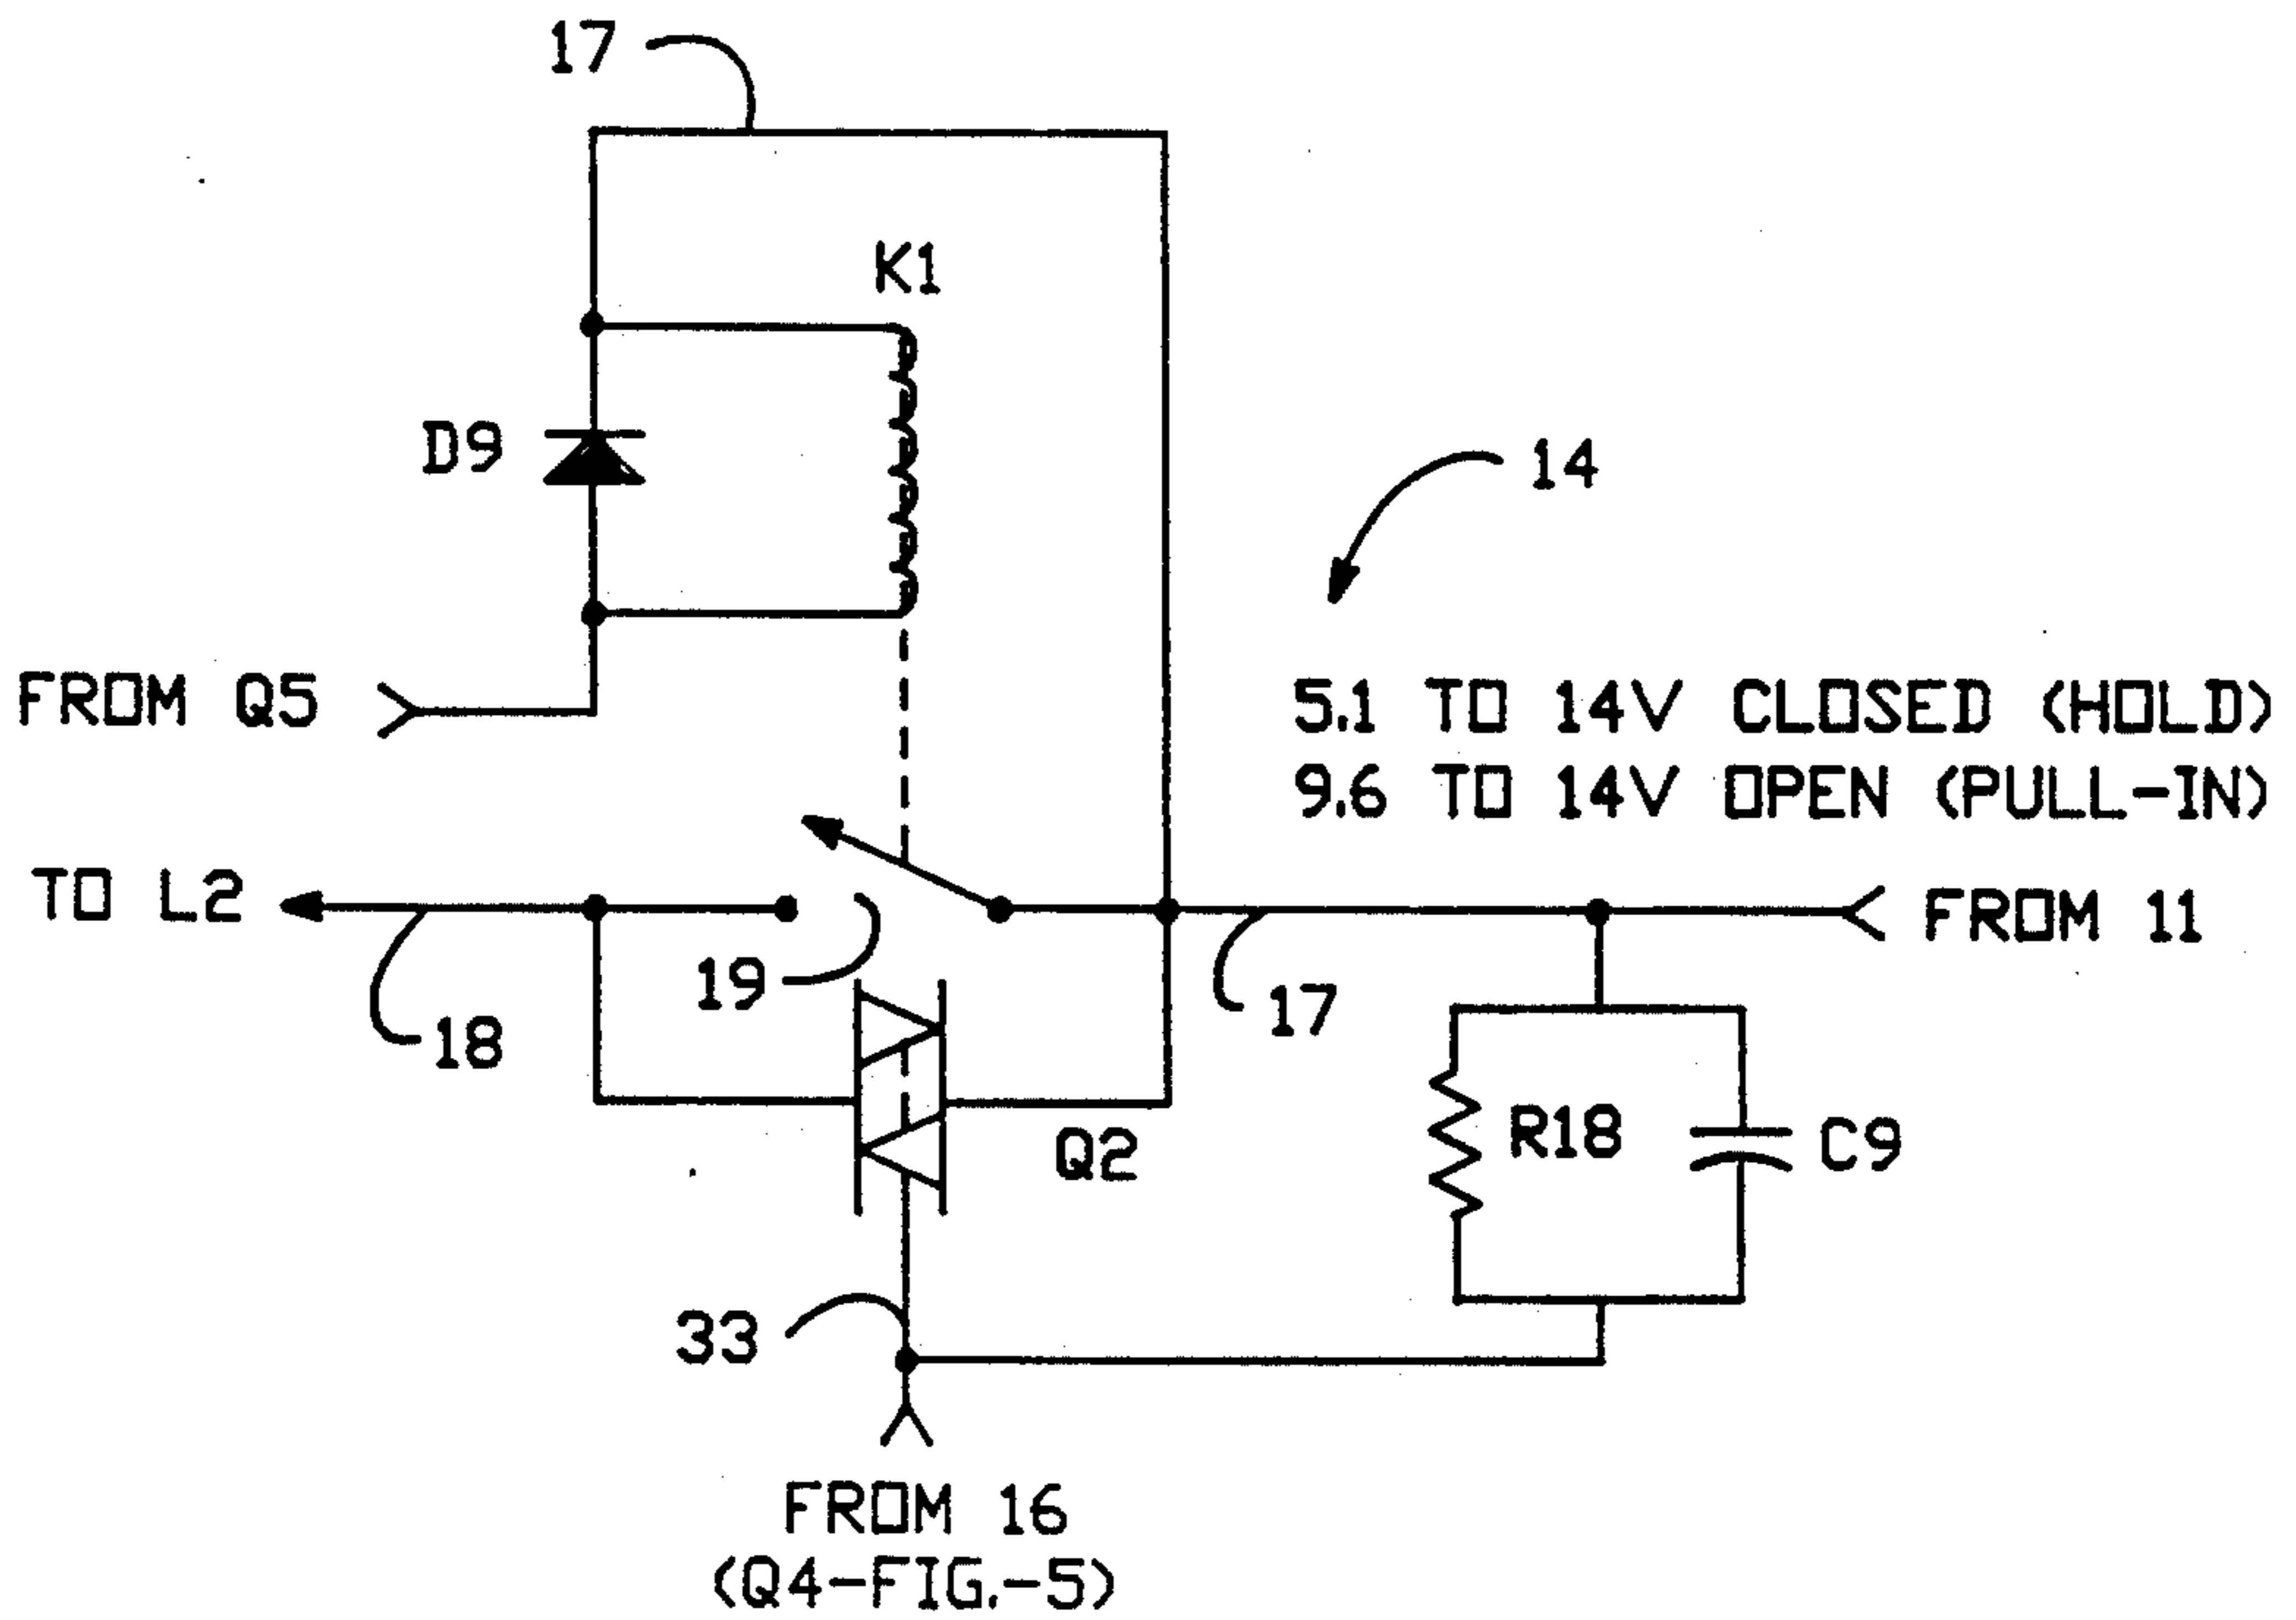 17
K1
D9
14
FROM Q5
5.1 TO 14V CLOSED (HOLD)
9.6 TO 14V OPEN (PULL-IN)
TO L2
FROM 11
19
17
18
R18
C9
Q2
33
FROM 16
(Q4-FIG.-5)